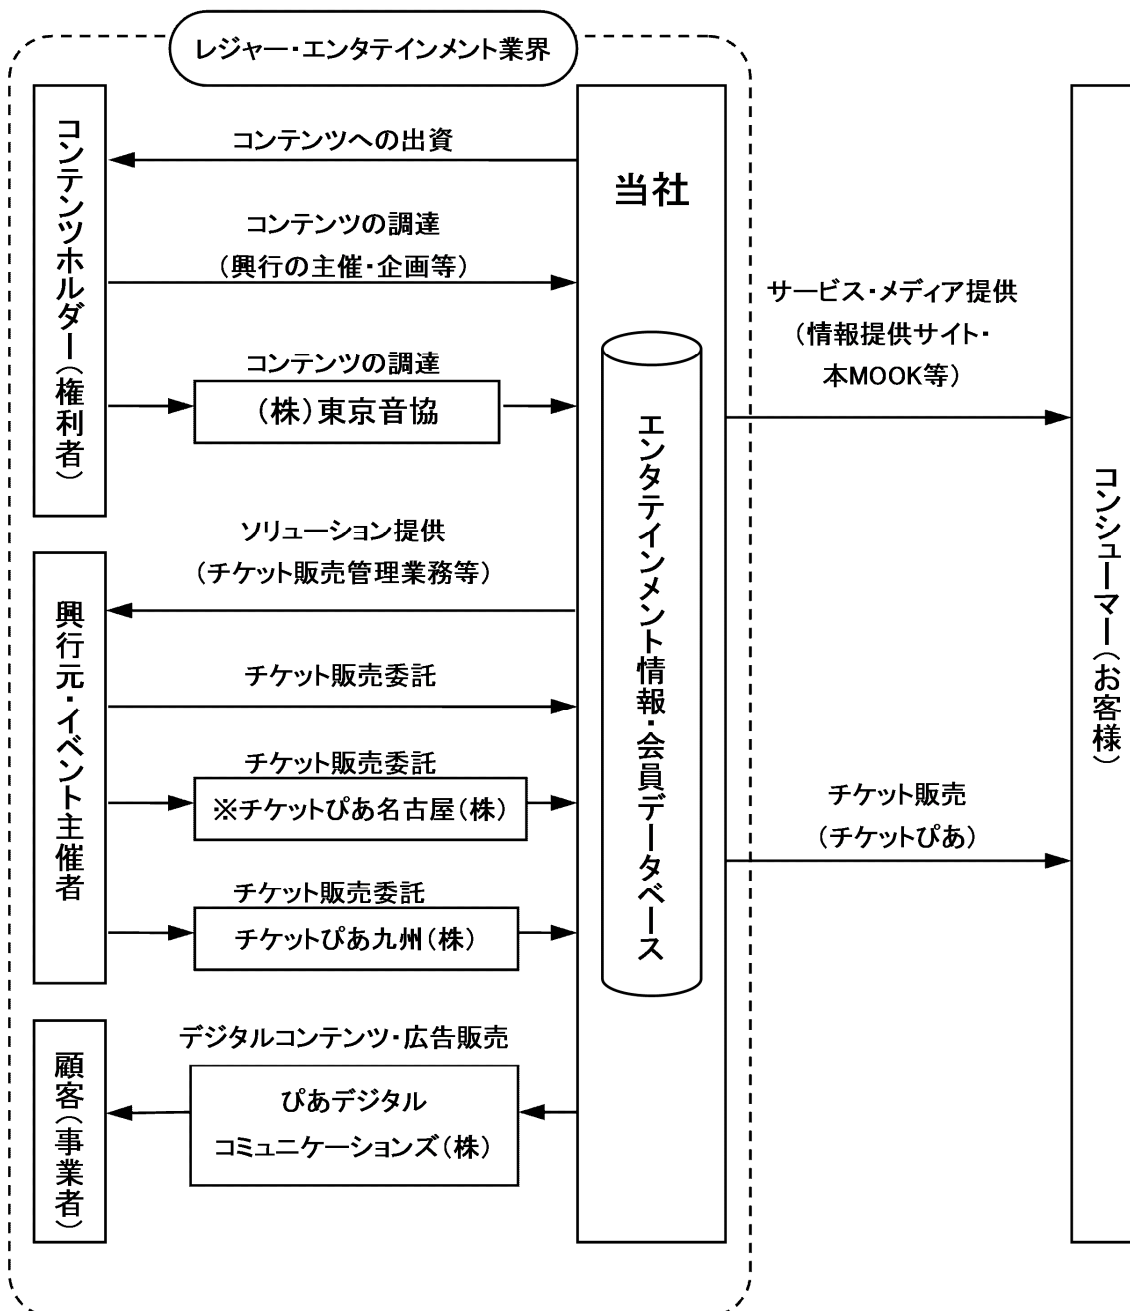 レジャー・エンタテインメント業界
コンテンツホルダー（権利者）
コンテンツへの出資
コンテンツの調達
（興行の主催・企画等）
コンテンツの調達
（株）東京音協
興行元・イベント主催者
ソリューション提供
（チケット販売管理業務等）
チケット販売委託
チケット販売委託
※チケットぴあ名古屋（株）
チケット販売委託
チケットぴあ九州（株）
顧客（事業者）
デジタルコンテンツ・広告販売
ぴあデジタル
コミュニケーションズ（株）
当社
エンタテインメント情報・会員データベース
サービス・メディア提供
（情報提供サイト・
本MOOK等）
チケット販売
（チケットぴあ）
コンシューマー（お客様）